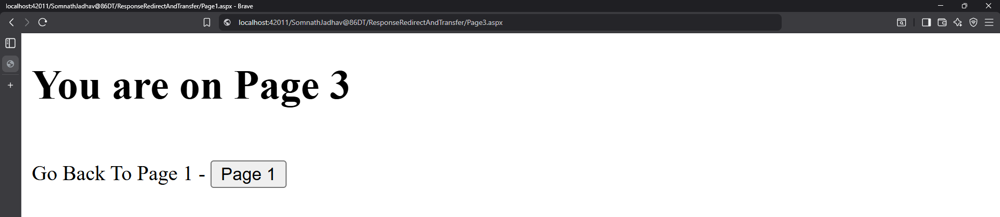 localhost:42011/SomnathJadhav@86DT/ResponseRedirectAndTransfer/Page1.aspx - Brave
localhost:42011/SomnathJadhav@86DT/ResponseRedirectAndTransfer/Page3.aspx
You are on Page 3
Go Back To Page 1 - Page 1